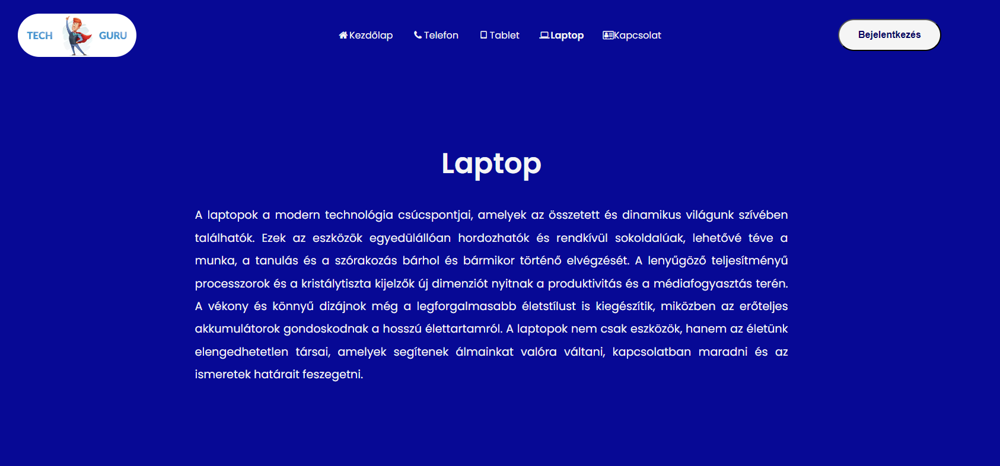 TECH GURU
Kezdőlap Telefon Tablet Laptop Kapcsolat
Bejelentkezés
Laptop
A laptopok a modern technológia csúcspontjai, amelyek az összetett és dinamikus világunk szívében
találhatók. Ezek az eszközök egyedülállóan hordozhatók és rendkívül sokoldalúak, lehetővé téve a
munka, a tanulás és a szórakozás bárhol és bármikor történő elvégzését. A lenyűgöző teljesítményű
processzorok és a kristálytiszta kijelzők új dimenziót nyitnak a produktivitás és a médiafogyasztás terén.
A vékony és könnyű dizájnok még a legforgalmasabb életstílust is kiegészítik, miközben az erőteljes
akkumulátorok gondoskodnak a hosszú élettartamról. A laptopok nem csak eszközök, hanem az életünk
elengedhetetlen társai, amelyek segítenek álmainkat valóra váltani, kapcsolatban maradni és az
ismeretek határait feszegetni.